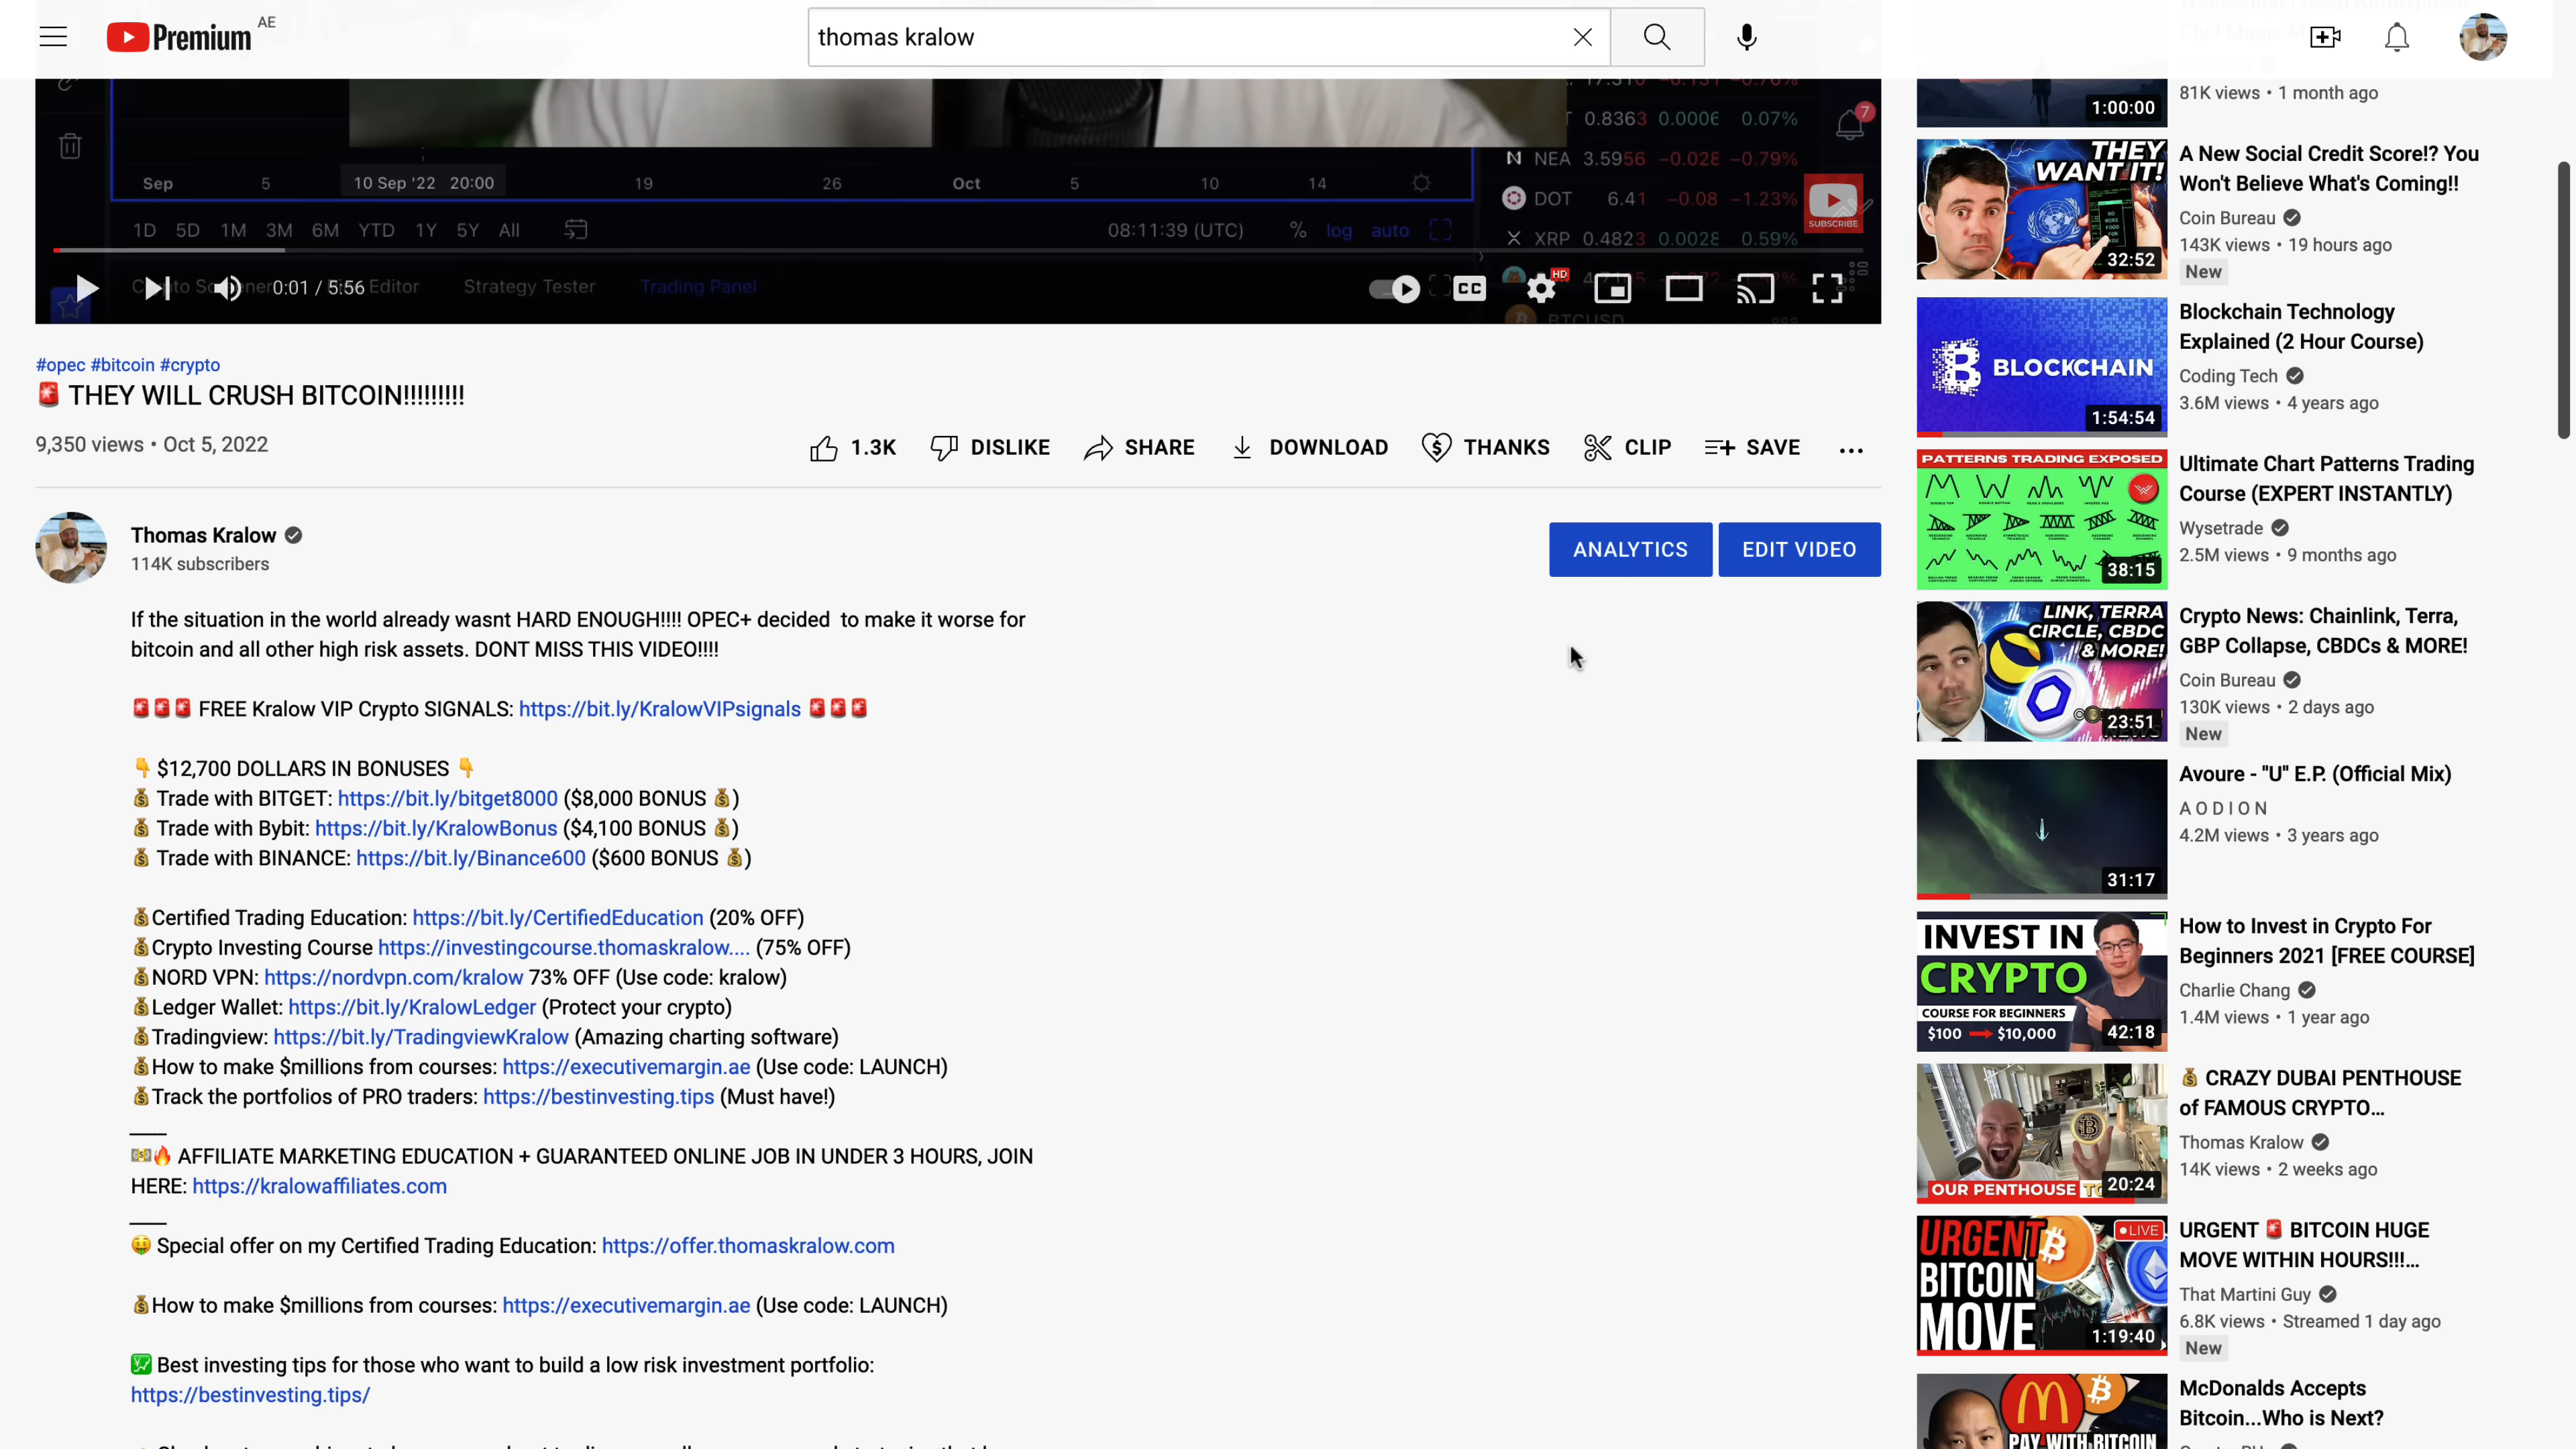 Premium AE
thomas kralow
17.310 -0.131 -0.76%
T 0.8363 0.0006 0.07%
7
NEA 3.5956 -0.028 -0.79%
DOT 6.41 -0.08 -1.23%
XRP 0.4823 0.0028 0.59%
SUBSCRIBE
BTCUSD
Sep 5 10 Sep '22 20:00 19 26 Oct 5 10 14
1D 5D 1M 3M 6M YTD 1Y 5Y All 08:11:39 (UTC) % log auto
Editor Strategy Tester Trading Panel
0:01 / 5:56
CC HD
#opec #bitcoin #crypto
THEY WILL CRUSH BITCOIN!!!!!!!!!
9,350 views • Oct 5, 2022
1.3K DISLIKE SHARE DOWNLOAD THANKS CLIP SAVE ...
Thomas Kralow
114K subscribers
ANALYTICS EDIT VIDEO
If the situation in the world already wasnt HARD ENOUGH!!!! OPEC+ decided to make it worse for
bitcoin and all other high risk assets. DONT MISS THIS VIDEO!!!!
FREE Kralow VIP Crypto SIGNALS: https://bit.ly/KralowVIPsignals
$12,700 DOLLARS IN BONUSES
Trade with BITGET: https://bit.ly/bitget8000 ($8,000 BONUS 💰)
Trade with Bybit: https://bit.ly/KralowBonus ($4,100 BONUS 💰)
Trade with BINANCE: https://bit.ly/Binance600 ($600 BONUS 💰)
Certified Trading Education: https://bit.ly/CertifiedEducation (20% OFF)
Crypto Investing Course https://investingcourse.thomaskralow.... (75% OFF)
NORD VPN: https://nordvpn.com/kralow 73% OFF (Use code: kralow)
Ledger Wallet: https://bit.ly/KralowLedger (Protect your crypto)
Tradingview: https://bit.ly/TradingviewKralow (Amazing charting software)
How to make $millions from courses: https://executivemargin.ae (Use code: LAUNCH)
Track the portfolios of PRO traders: https://bestinvesting.tips (Must have!)
AFFILIATE MARKETING EDUCATION + GUARANTEED ONLINE JOB IN UNDER 3 HOURS, JOIN
HERE: https://kralowaffiliates.com
Special offer on my Certified Trading Education: https://offer.thomaskralow.com
How to make $millions from courses: https://executivemargin.ae (Use code: LAUNCH)
Best investing tips for those who want to build a low risk investment portfolio:
https://bestinvesting.tips/
1:00:00
81K views • 1 month ago
THEY
WANT IT!
32:52
A New Social Credit Score!? You
Won't Believe What's Coming!!
Coin Bureau
143K views • 19 hours ago
New
BLOCKCHAIN
1:54:54
Blockchain Technology
Explained (2 Hour Course)
Coding Tech
3.6M views • 4 years ago
PATTERNS TRADING EXPOSED
38:15
Ultimate Chart Patterns Trading
Course (EXPERT INSTANTLY)
Wysetrade
2.5M views • 9 months ago
LINK, TERRA
CIRCLE, CBDC
& MORE!
23:51
Crypto News: Chainlink, Terra,
GBP Collapse, CBDCs & MORE!
Coin Bureau
130K views • 2 days ago
New
31:17
Avoure - "U" E.P. (Official Mix)
A O D I O N
4.2M views • 3 years ago
INVEST IN
CRYPTO
COURSE FOR BEGINNERS
$100 $10,000
42:18
How to Invest in Crypto For
Beginners 2021 [FREE COURSE]
Charlie Chang
1.4M views • 1 year ago
OUR PENTHOUSE
20:24
CRAZY DUBAI PENTHOUSE
of FAMOUS CRYPTO...
Thomas Kralow
14K views • 2 weeks ago
URGENT
BITCOIN
MOVE
LIVE
1:19:40
URGENT 🚨 BITCOIN HUGE
MOVE WITHIN HOURS!!!...
That Martini Guy
6.8K views • Streamed 1 day ago
New
PAY WITH BITCOIN
McDonalds Accepts
Bitcoin...Who is Next?